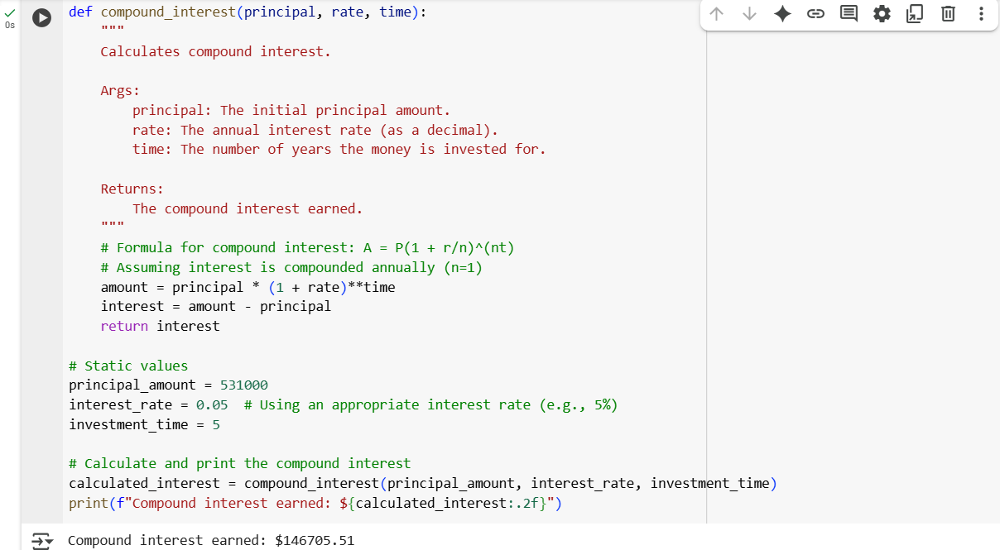 def compound_interest(principal, rate, time):
0s
    """
    Calculates compound interest.

    Args:
        principal: The initial principal amount.
        rate: The annual interest rate (as a decimal).
        time: The number of years the money is invested for.

    Returns:
        The compound interest earned.
    """
    # Formula for compound interest: A = P(1 + r/n)^(nt)
    # Assuming interest is compounded annually (n=1)
    amount = principal * (1 + rate)**time
    interest = amount - principal
    return interest

# Static values
principal_amount = 531000
interest_rate = 0.05  # Using an appropriate interest rate (e.g., 5%)
investment_time = 5

# Calculate and print the compound interest
calculated_interest = compound_interest(principal_amount, interest_rate, investment_time)
print(f"Compound interest earned: ${calculated_interest:.2f}")
Compound interest earned: $146705.51